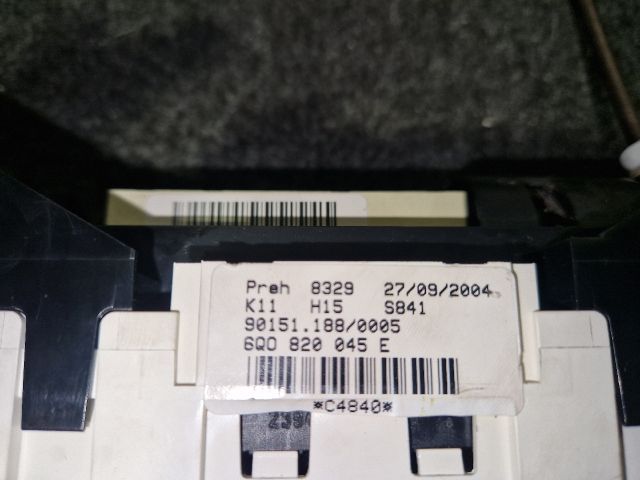 Preh 8329 27/09/2004
K11 H15 S841
90151.188/0005
6Q0 820 045 E
*C4840*